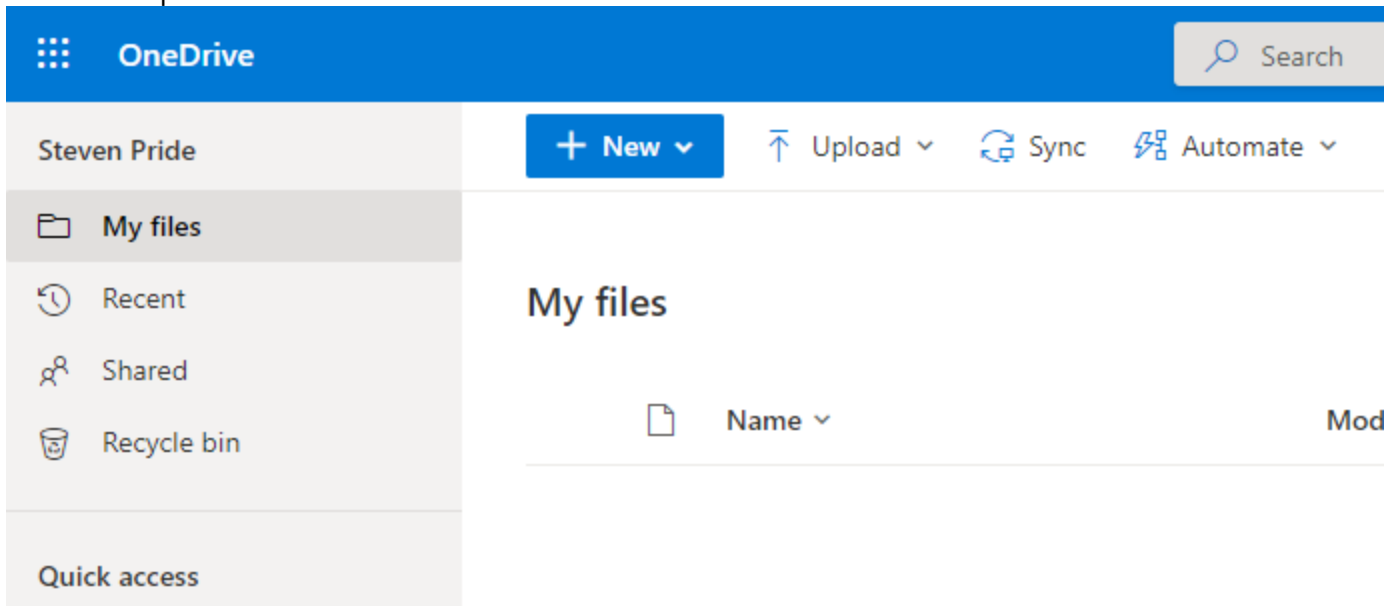 OneDrive
Search
Steven Pride
New
Upload
Sync
Automate
My files
Recent
Shared
Recycle bin
Quick access
My files
Name
Mod